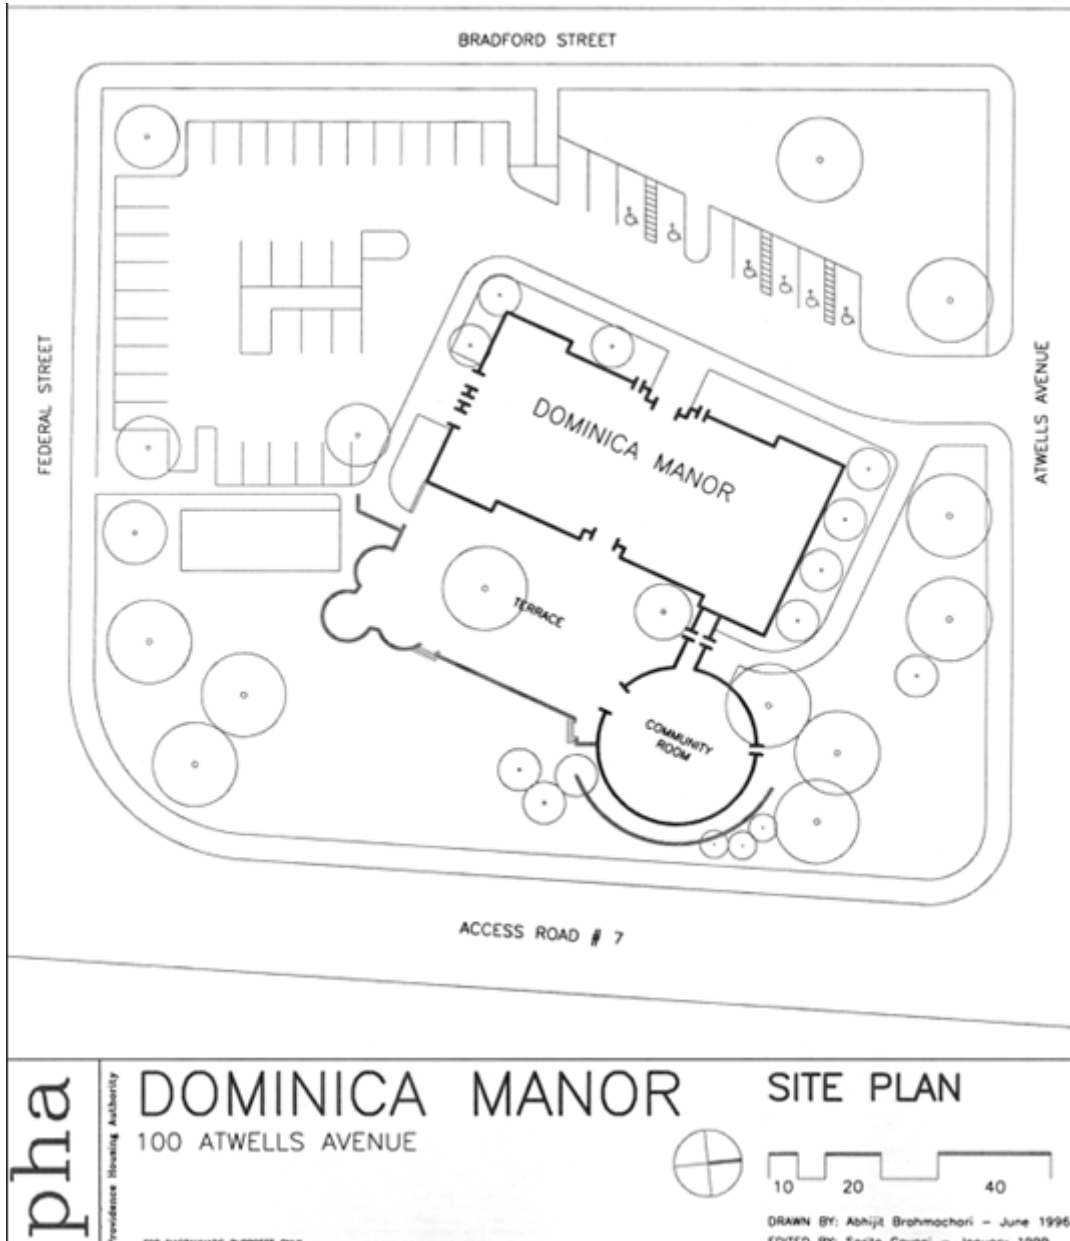 BRADFORD STREET
FEDERAL STREET
ATWELLS AVENUE
DOMINICA MANOR
TERRACE
COMMUNITY
ROOM
ACCESS ROAD # 7
pha
Providence Housing Authority
DOMINICA MANOR
100 ATWELLS AVENUE
SITE PLAN
10 20 40
DRAWN BY: Abhijit Brahmachari - June 1996